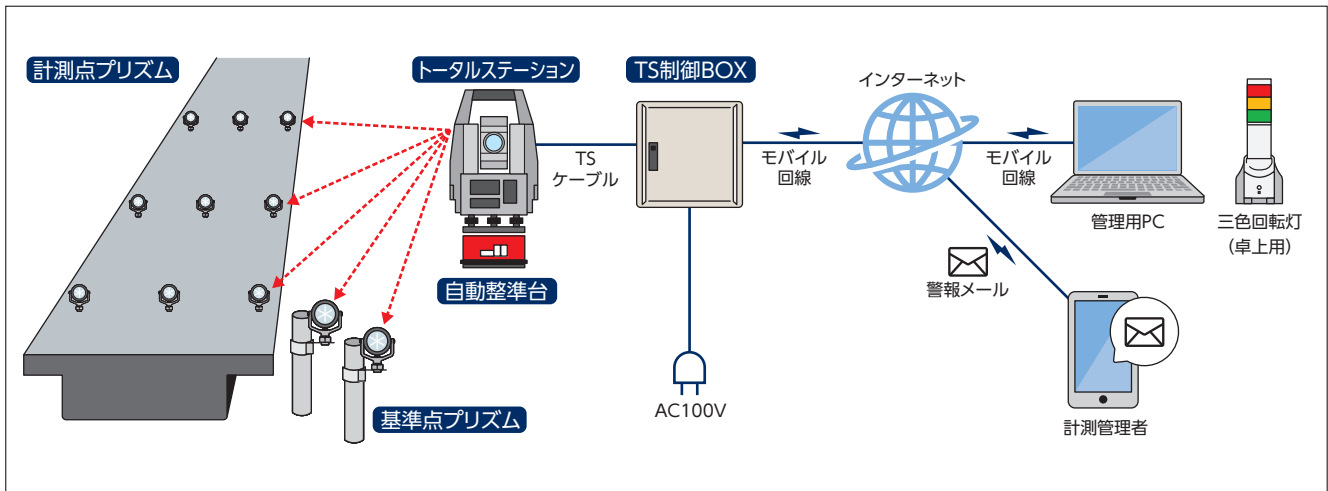 計測点プリズム
トータルステーション
TS制御BOX
インターネット
TS
ケーブル
モバイル
回線
モバイル
回線
管理用PC
三色回転灯
（卓上用）
自動整準台
警報メール
基準点プリズム
AC100V
計測管理者